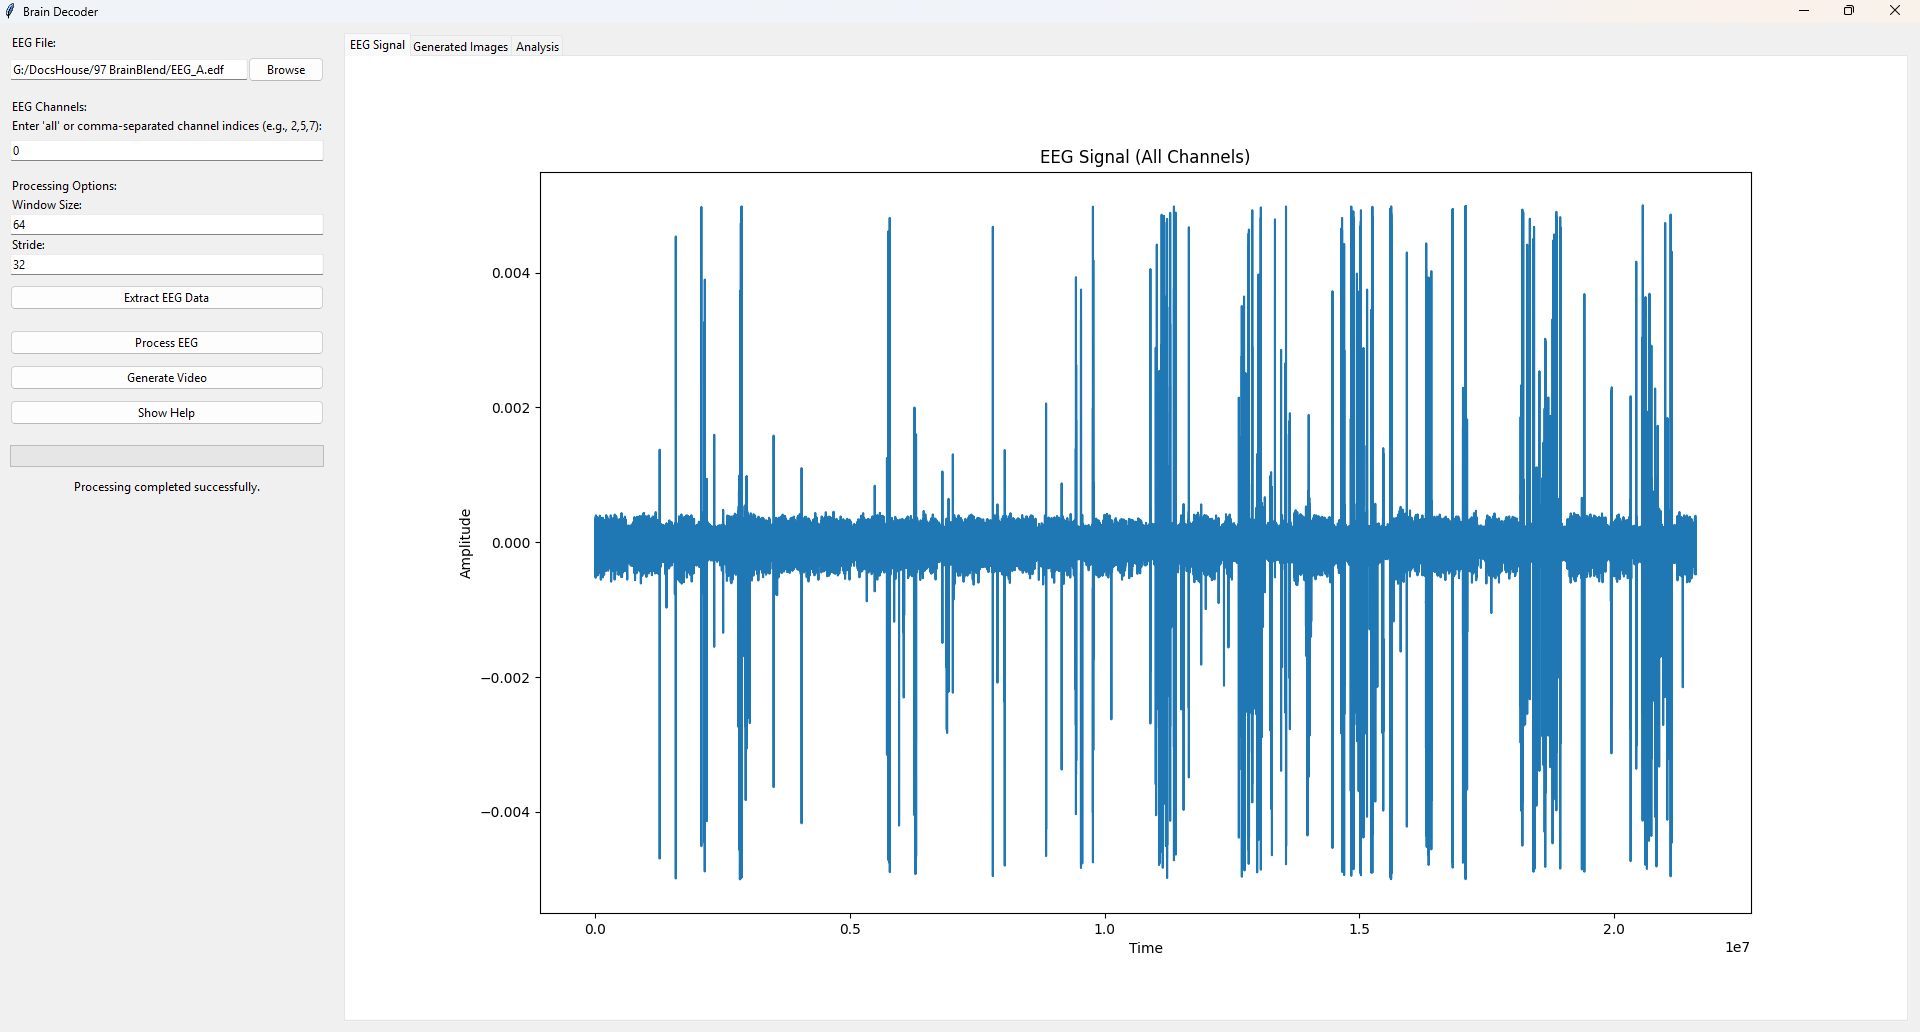 Brain Decoder
EEG File:
G:/DocsHouse/97 BrainBlend/EEG_A.edf
Browse
EEG Channels:
Enter 'all' or comma-separated channel indices (e.g., 2,5,7):
0
Processing Options:
Window Size:
64
Stride:
32
Extract EEG Data
Process EEG
Generate Video
Show Help
Processing completed successfully.
EEG Signal
Generated Images
Analysis
EEG Signal (All Channels)
Amplitude
0.004
0.002
0.000
−0.002
−0.004
0.0
0.5
1.0
1.5
2.0
Time
1e7